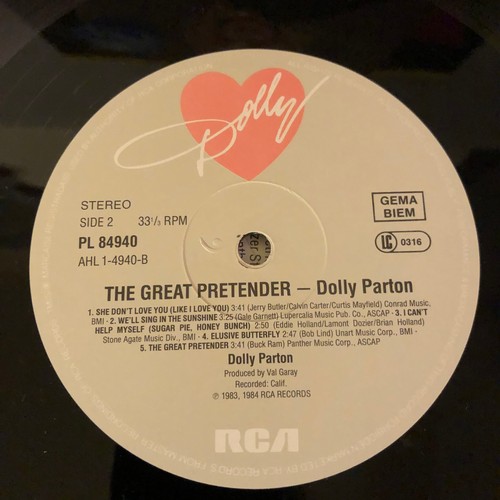 Dolly
STEREO
SIDE 2 33⅓ RPM
PL 84940
AHL 1-4940-B
GEMA
BIEM
LC 0316
THE GREAT PRETENDER — Dolly Parton
1. SHE DON'T LOVE YOU (LIKE I LOVE YOU) 3:41 (Jerry Butler/Calvin Carter/Curtis Mayfield) Conrad Music,
BMI - 2. WE'LL SING IN THE SUNSHINE 3:25 (Gale Garnett) Lupercalia Music Pub. Co., ASCAP - 3. I CAN'T
HELP MYSELF (SUGAR PIE, HONEY BUNCH) 2:50 (Eddie Holland/Lamont Dozier/Brian Holland)
Stone Agate Music Div., BMI - 4. ELUSIVE BUTTERFLY 2:47 (Bob Lind) Unart Music Corp., BMI -
5. THE GREAT PRETENDER 3:41 (Buck Ram) Panther Music Corp., ASCAP
Dolly Parton
Produced by Val Garay
Recorded: Calif.
℗ 1983, 1984 RCA RECORDS
RCA